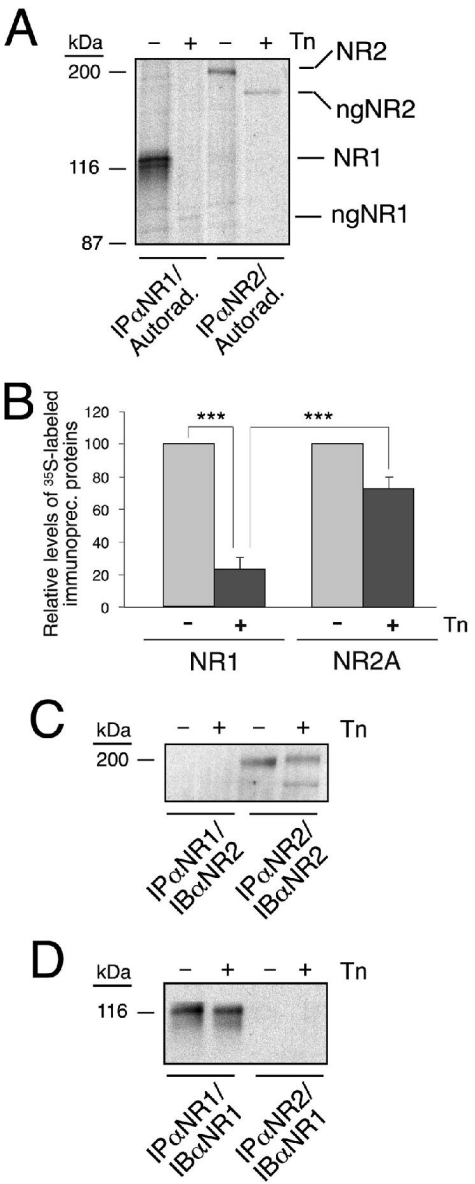 A
kDa − + − + Tn
200
116
87
NR2
ngNR2
NR1
ngNR1
IPαNR1/
Autorad.
IPαNR2/
Autorad.
B
Relative levels of ³⁵S-labeled
immunoprec. proteins
120
100
80
60
40
20
0
*** ***
- + - + Tn
NR1 NR2A
C
kDa − + − + Tn
200
IPαNR1/
IBαNR2
IPαNR2/
IBαNR2
D
kDa − + − + Tn
116
IPαNR1/
IBαNR1
IPαNR2/
IBαNR1